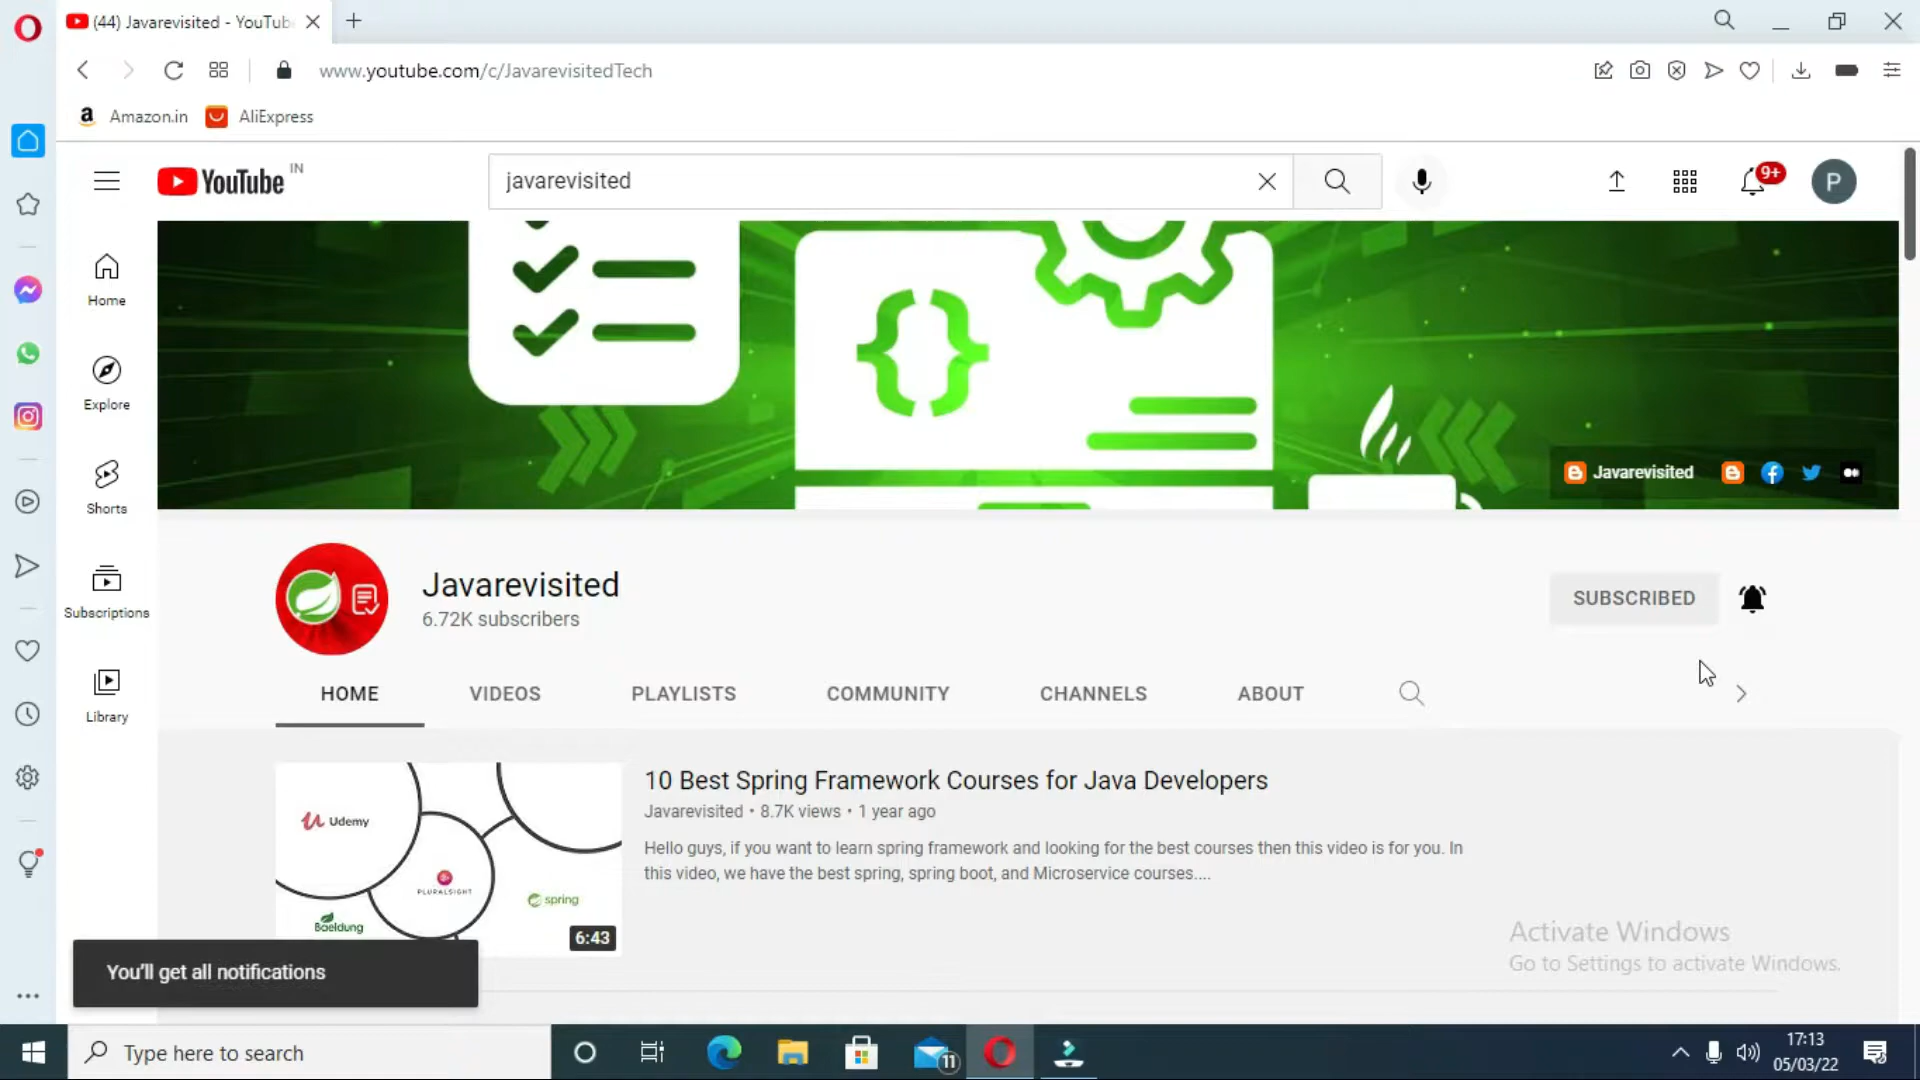 (44) Javarevisited - YouTub
www.youtube.com/c/JavarevisitedTech
a Amazon.in AliExpress
YouTube IN
javarevisited
9+
P
Home
Explore
Shorts
Subscriptions
Library
Javarevisited
Javarevisited
6.72K subscribers
SUBSCRIBED
HOME VIDEOS PLAYLISTS COMMUNITY CHANNELS ABOUT
Udemy
PLURALSIGHT
spring
Baeldung
6:43
10 Best Spring Framework Courses for Java Developers
Javarevisited • 8.7K views • 1 year ago
Hello guys, if you want to learn spring framework and looking for the best courses then this video is for you. In
this video, we have the best spring, spring boot, and Microservice courses....
Activate Windows
Go to Settings to activate Windows.
You'll get all notifications
Type here to search
11
17:13
05/03/22